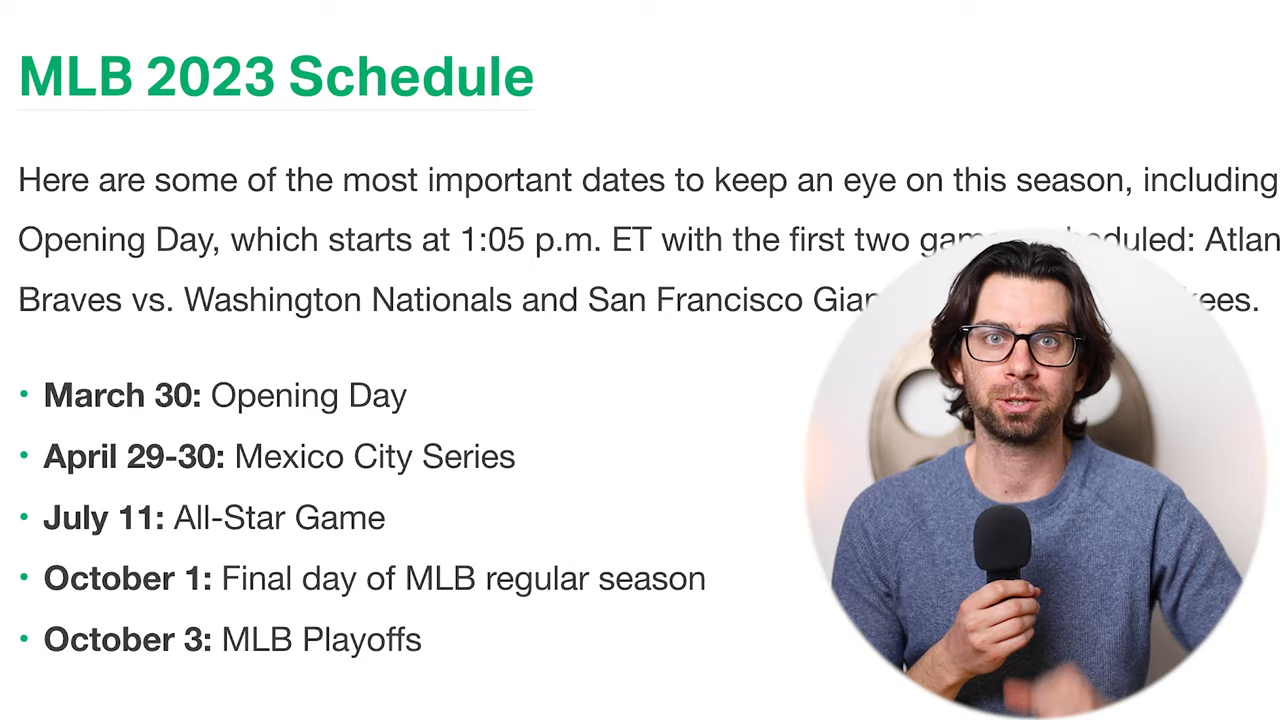 MLB 2023 Schedule
Here are some of the most important dates to keep an eye on this season, including
Opening Day, which starts at 1:05 p.m. ET with the first two Atlan
Braves vs. Washington Nationals and San Francisco
• March 30: Opening Day
• April 29-30: Mexico City Series
• July 11: All-Star Game
• October 1: Final day of MLB regular season
• October 3: MLB Playoffs